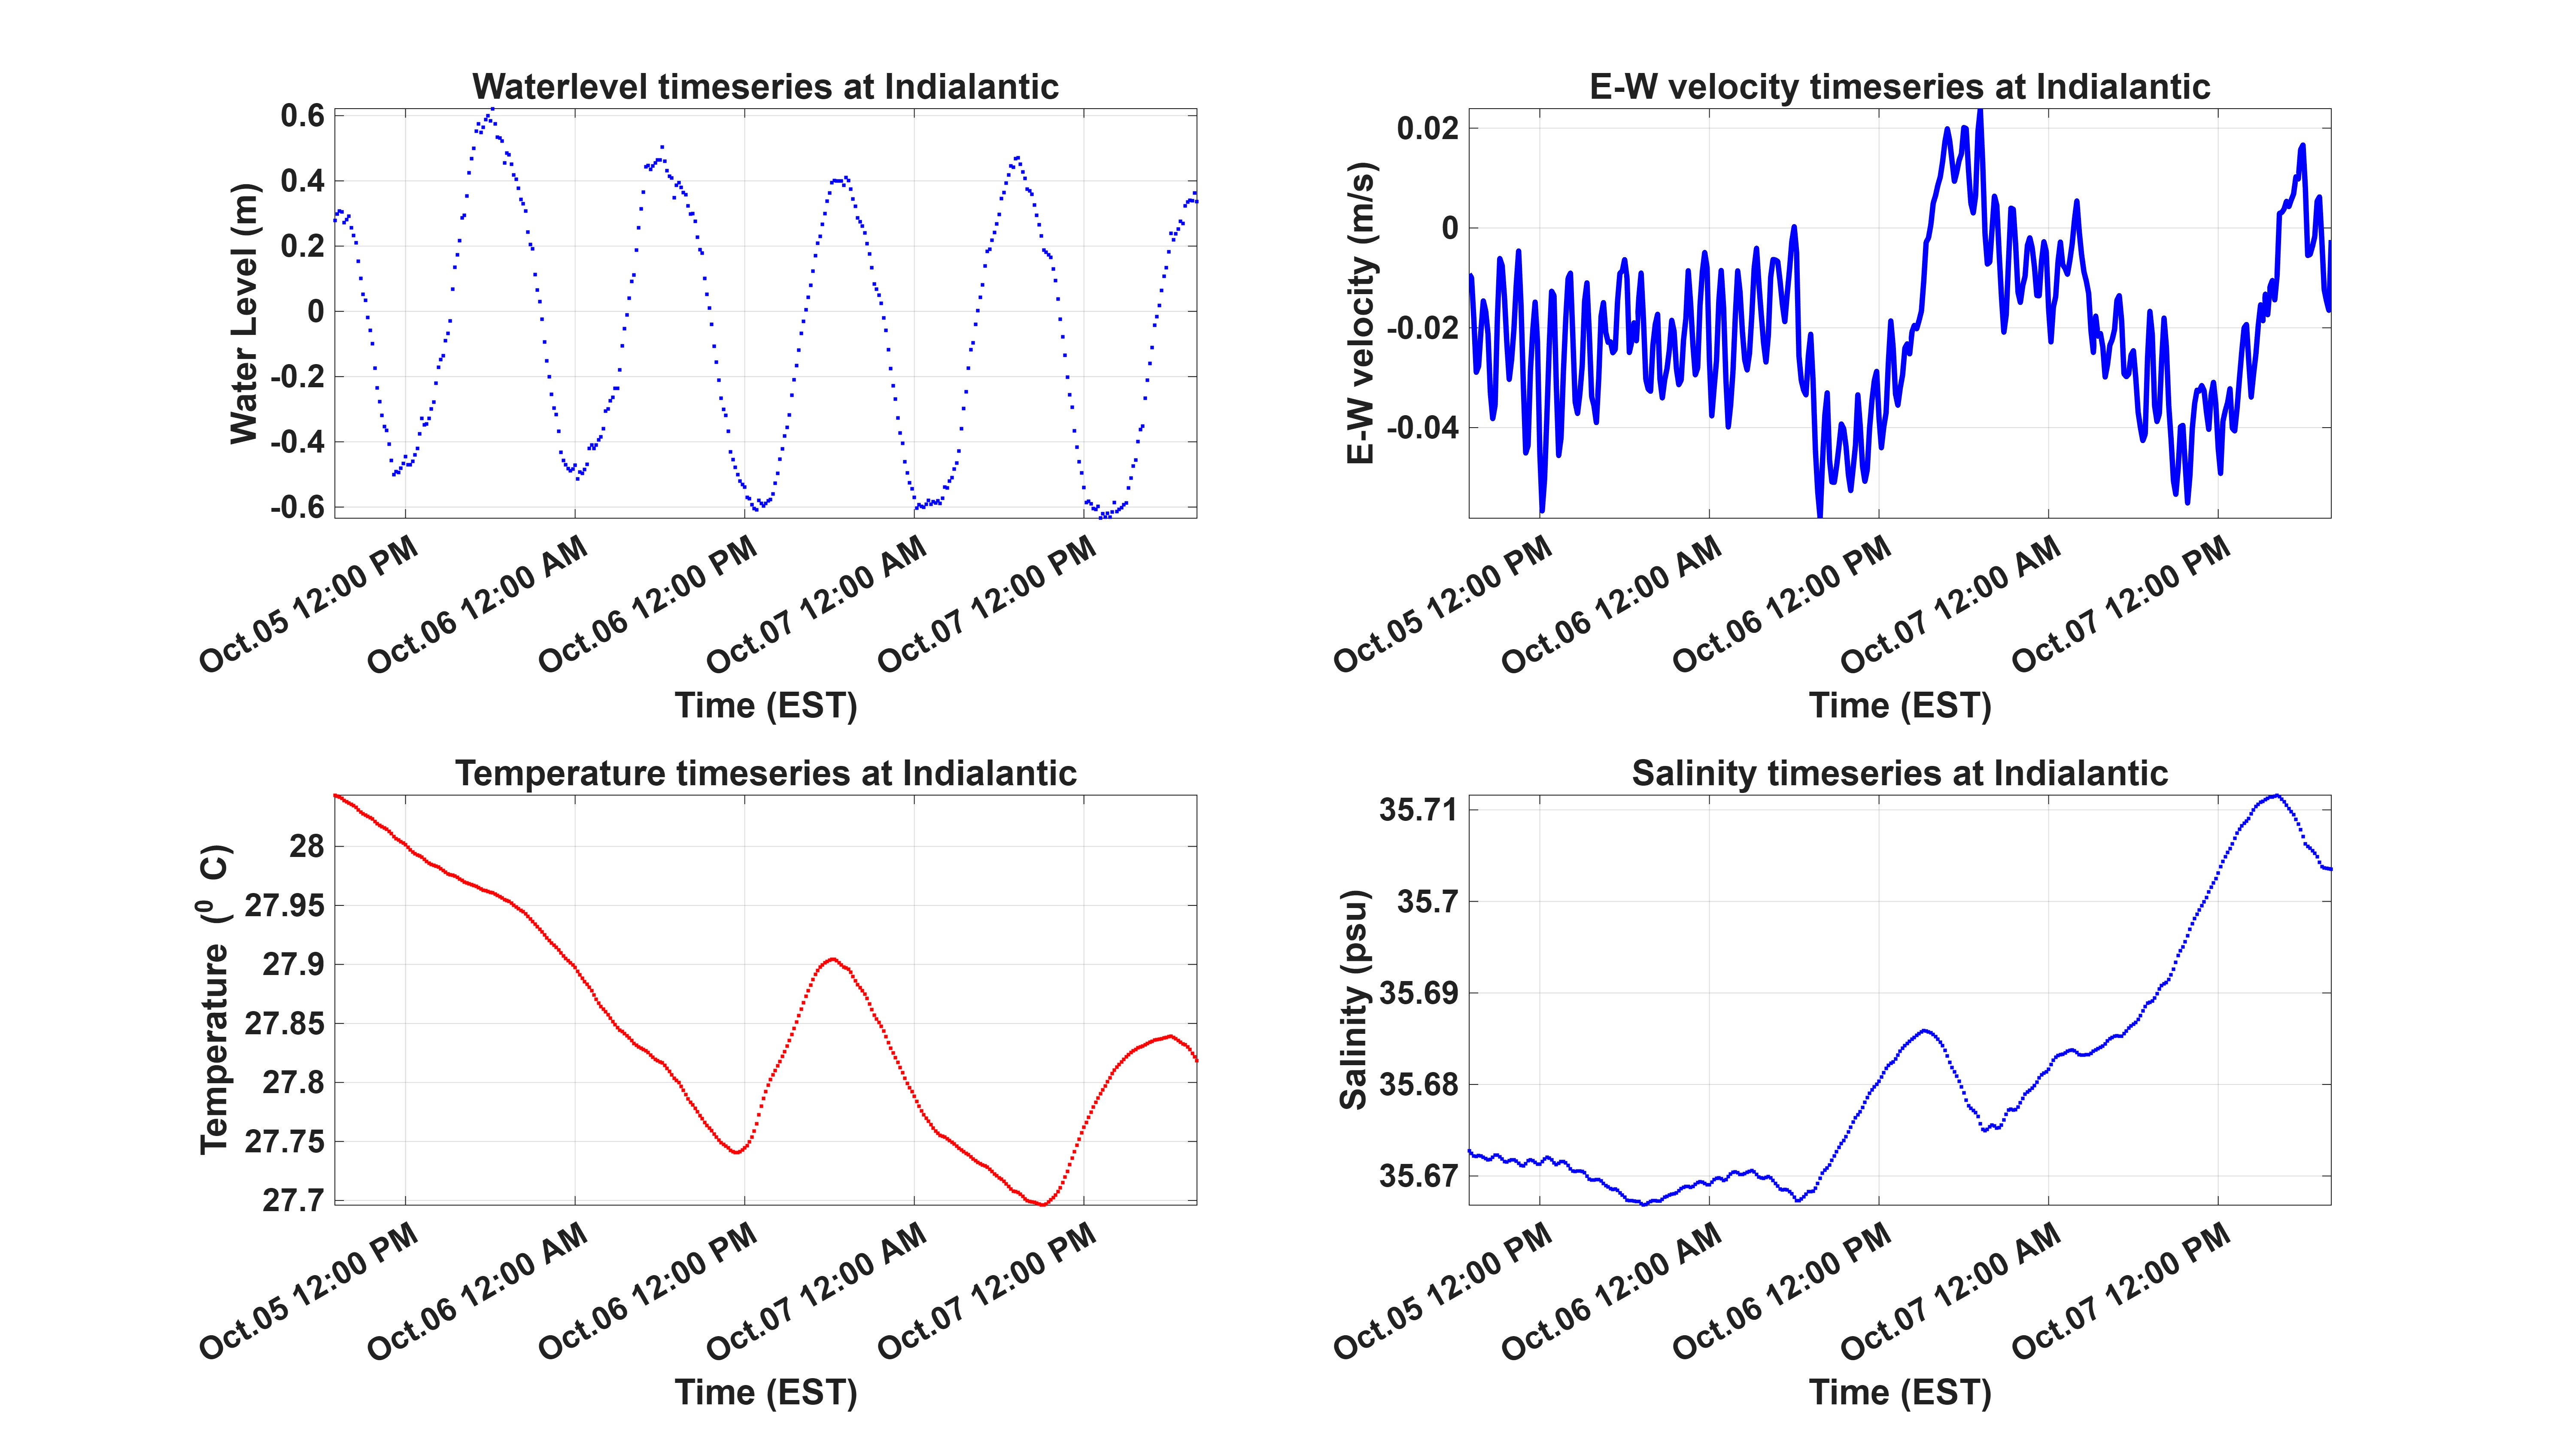 Waterlevel timeseries at Indialantic
0.6
0.4
0.2
0
-0.2
-0.4
-0.6
Water Level (m)
Oct.05 12:00 PM
Oct.06 12:00 AM
Oct.06 12:00 PM
Oct.07 12:00 AM
Oct.07 12:00 PM
Time (EST)
E-W velocity timeseries at Indialantic
0.02
0
-0.02
-0.04
E-W velocity (m/s)
Oct.05 12:00 PM
Oct.06 12:00 AM
Oct.06 12:00 PM
Oct.07 12:00 AM
Oct.07 12:00 PM
Time (EST)
Temperature timeseries at Indialantic
28
27.95
27.9
27.85
27.8
27.75
27.7
Temperature (⁰ C)
Oct.05 12:00 PM
Oct.06 12:00 AM
Oct.06 12:00 PM
Oct.07 12:00 AM
Oct.07 12:00 PM
Time (EST)
Salinity timeseries at Indialantic
35.71
35.7
35.69
35.68
35.67
Salinity (psu)
Oct.05 12:00 PM
Oct.06 12:00 AM
Oct.06 12:00 PM
Oct.07 12:00 AM
Oct.07 12:00 PM
Time (EST)